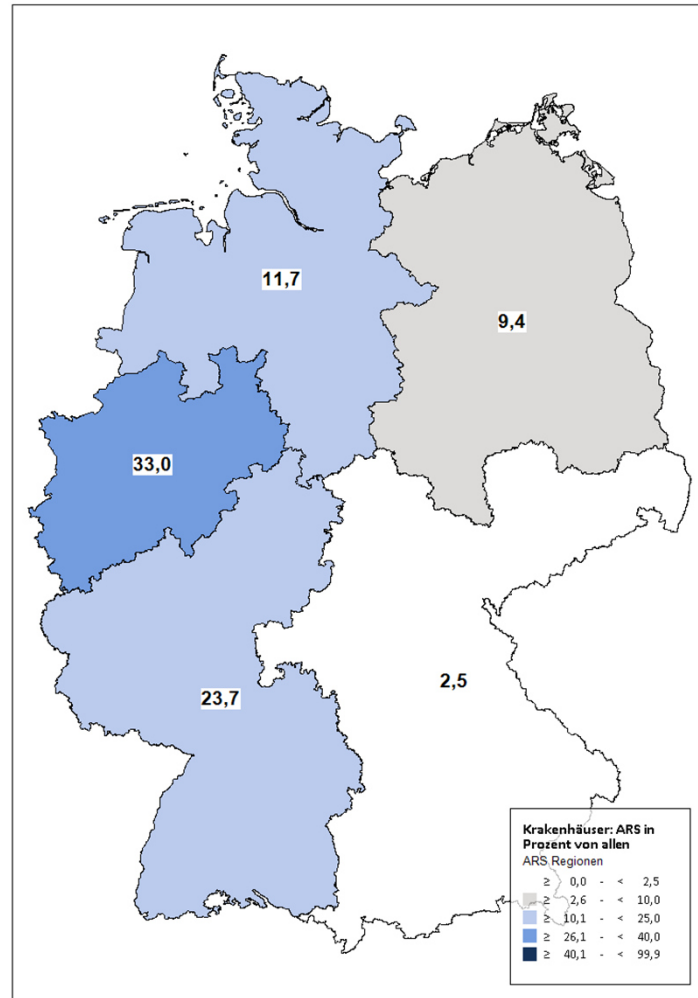 11,7
9,4
33,0
23,7
2,5
Krakenhäuser: ARS in
Prozent von allen
ARS Regionen
≥ 0,0 - < 2,5
≥ 2,6 - < 10,0
≥ 10,1 - < 25,0
≥ 26,1 - < 40,0
≥ 40,1 - < 99,9